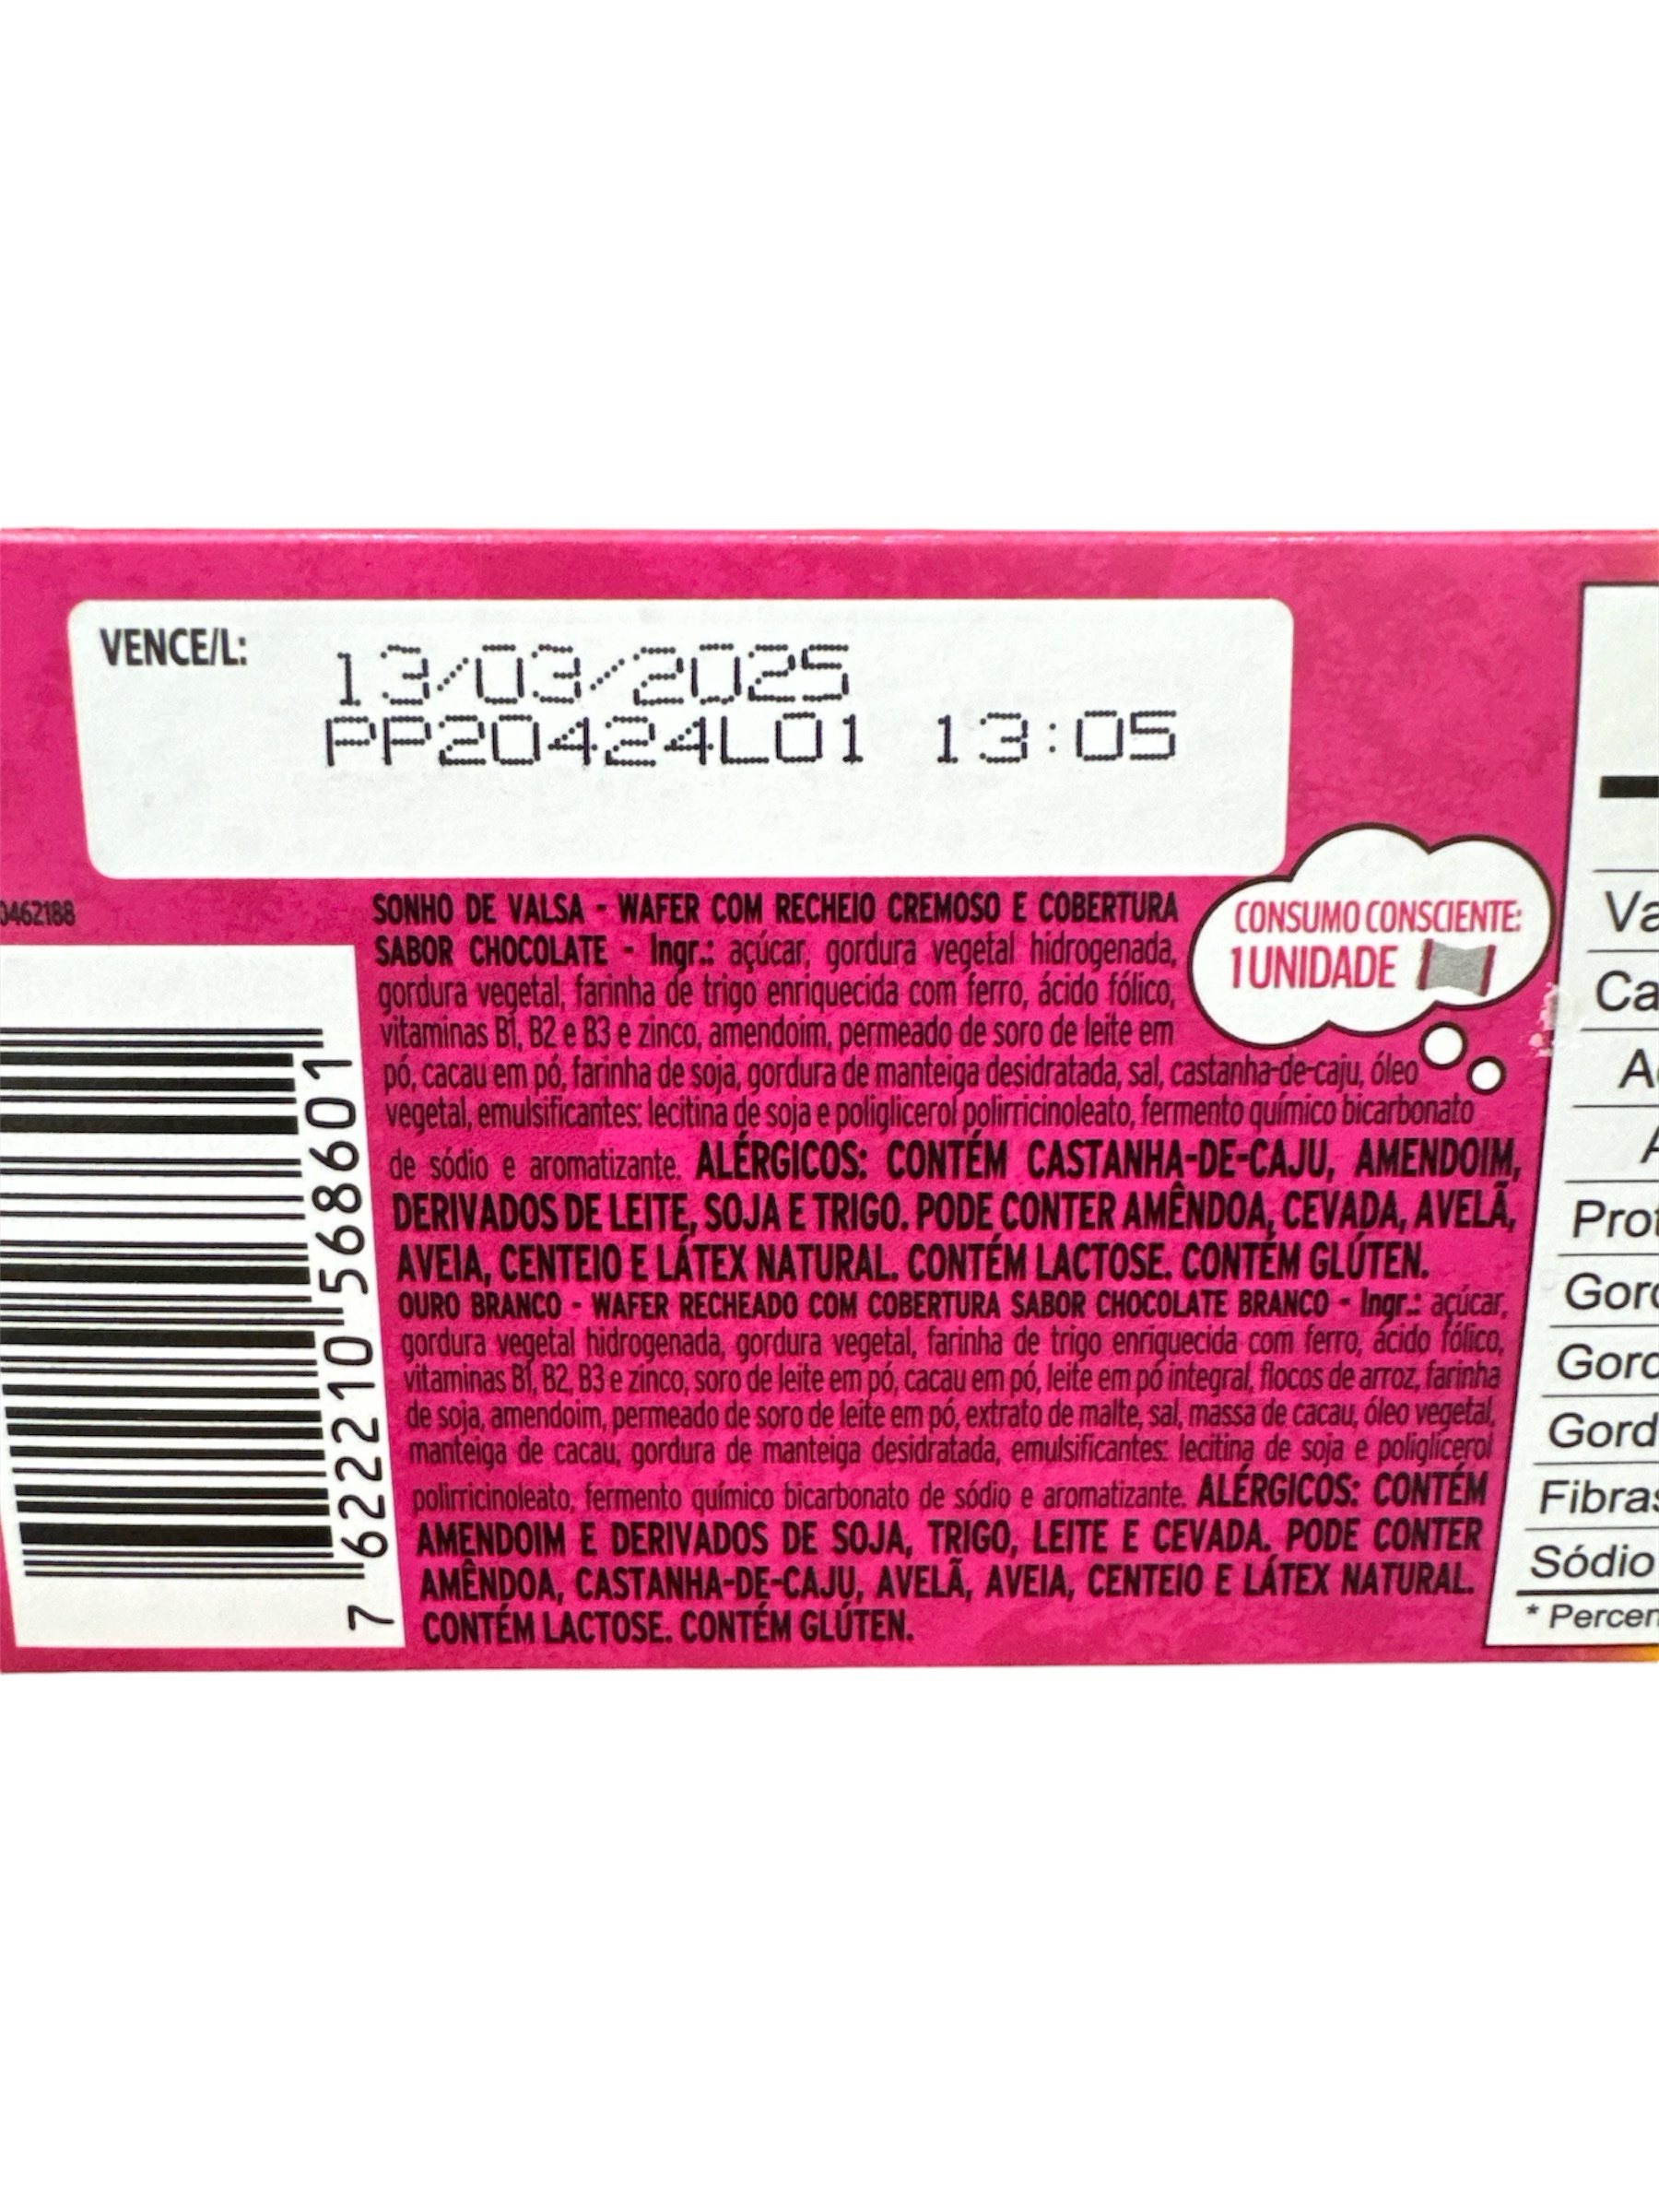 VENCE/L:
13/03/2025
PP20424L01 13:05
0462188
SONHO DE VALSA - WAFER COM RECHEIO CREMOSO E COBERTURA
SABOR CHOCOLATE - Ingr.: açúcar, gordura vegetal hidrogenada,
gordura vegetal, farinha de trigo enriquecida com ferro, ácido fólico,
vitaminas B1, B2 e B3 e zinco, amendoim, permeado de soro de leite em
pó, cacau em pó, farinha de soja, gordura de manteiga desidratada, sal, castanha-de-caju, óleo
vegetal, emulsificantes: lecitina de soja e poliglicerol polirricinoleato, fermento químico bicarbonato
de sódio e aromatizante. ALÉRGICOS: CONTÉM CASTANHA-DE-CAJU, AMENDOIM,
DERIVADOS DE LEITE, SOJA E TRIGO. PODE CONTER AMÊNDOA, CEVADA, AVELÃ,
AVEIA, CENTEIO E LÁTEX NATURAL. CONTÉM LACTOSE. CONTÉM GLÚTEN.
OURO BRANCO - WAFER RECHEADO COM COBERTURA SABOR CHOCOLATE BRANCO - Ingr.: açúcar,
gordura vegetal hidrogenada, gordura vegetal, farinha de trigo enriquecida com ferro, ácido fólico,
vitaminas B1, B2, B3 e zinco, soro de leite em pó, cacau em pó, leite em pó integral, flocos de arroz, farinha
de soja, amendoim, permeado de soro de leite em pó, extrato de malte, sal, massa de cacau, óleo vegetal,
manteiga de cacau, gordura de manteiga desidratada, emulsificantes: lecitina de soja e poliglicerol
polirricinoleato, fermento químico bicarbonato de sódio e aromatizante. ALÉRGICOS: CONTÉM
AMENDOIM E DERIVADOS DE SOJA, TRIGO, LEITE E CEVADA. PODE CONTER
AMÊNDOA, CASTANHA-DE-CAJU, AVELÃ, AVEIA, CENTEIO E LÁTEX NATURAL.
CONTÉM LACTOSE. CONTÉM GLÚTEN.
CONSUMO CONSCIENTE:
1 UNIDADE
7 622210 568601
Va
Ca
A
Prot
Gord
Gord
Fibras
Sódio
* Percen